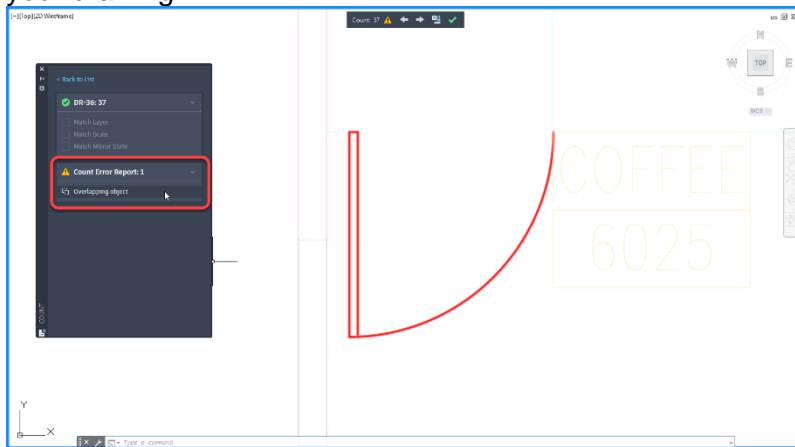 [-][Top][2D Wireframe]
Count: 37
N
W
TOP
E
S
WCS
< Back to List
DR-36: 37
Match Layer
Match Scale
Match Mirror State
Count Error Report: 1
Overlapping object
COUNT
COFFEE
6025
Y
X
Type a command